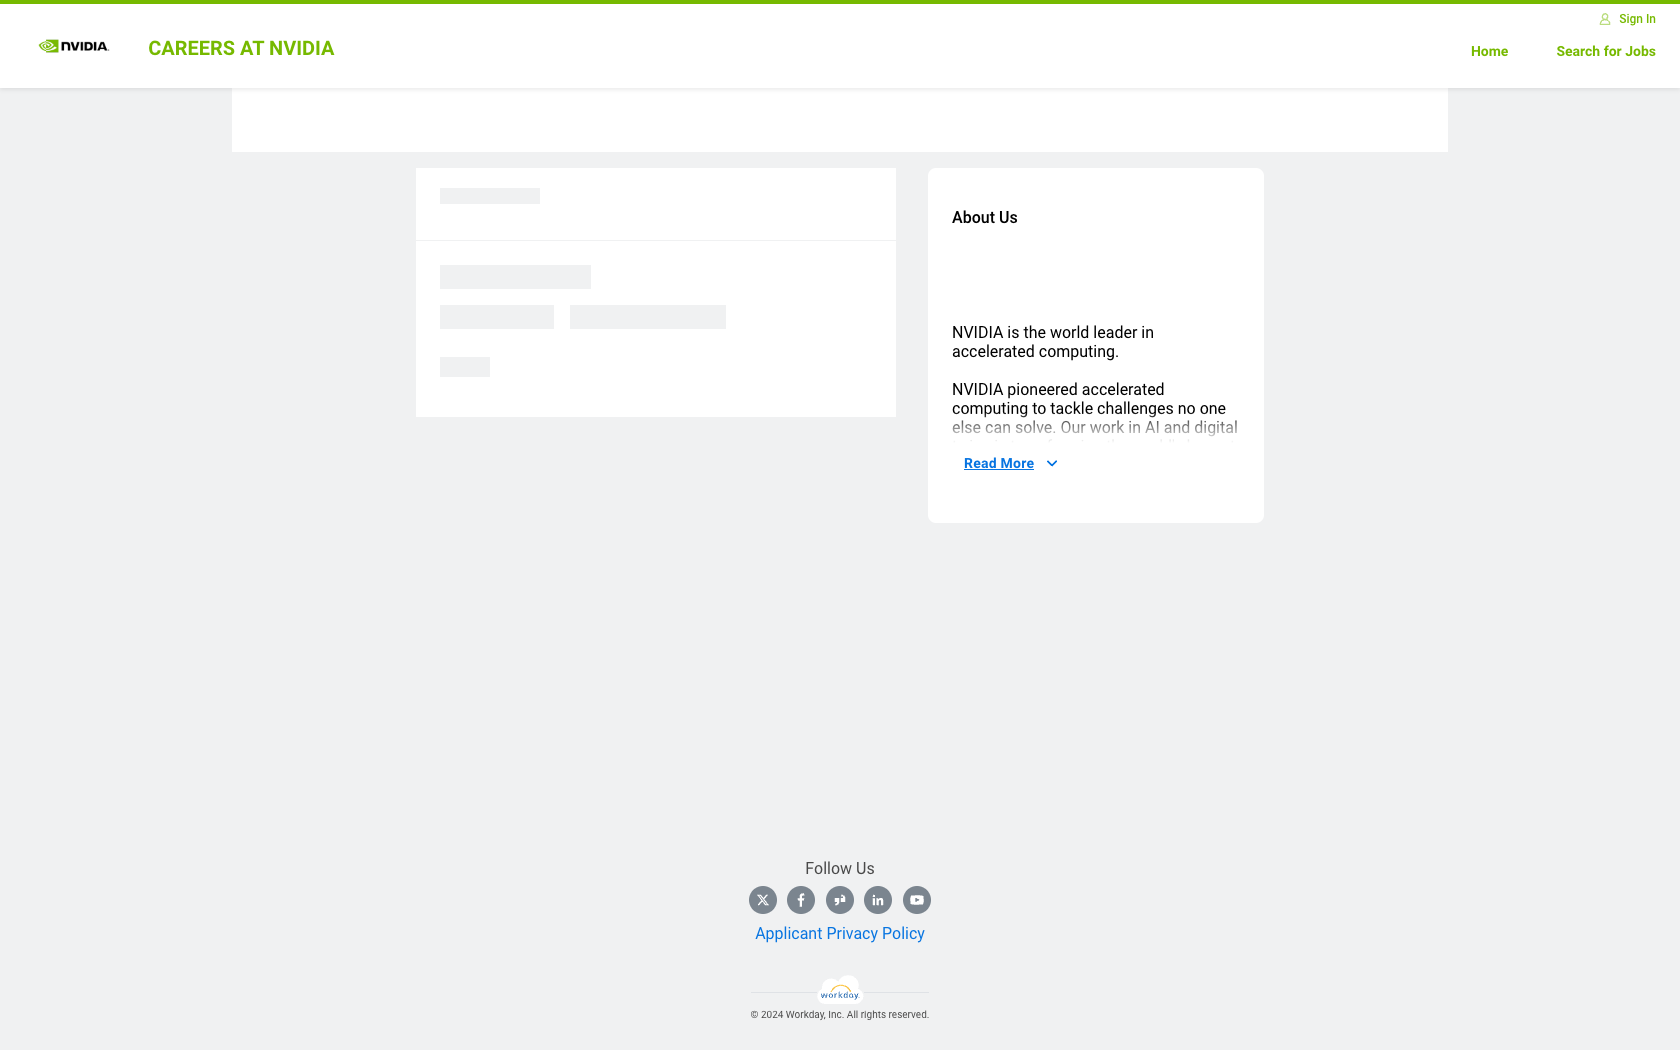 Sign In
NVIDIA.
CAREERS AT NVIDIA
Home
Search for Jobs
About Us
NVIDIA is the world leader in
accelerated computing.
NVIDIA pioneered accelerated
computing to tackle challenges no one
else can solve. Our work in AI and digital
Read More
Follow Us
Applicant Privacy Policy
workday.
© 2024 Workday, Inc. All rights reserved.